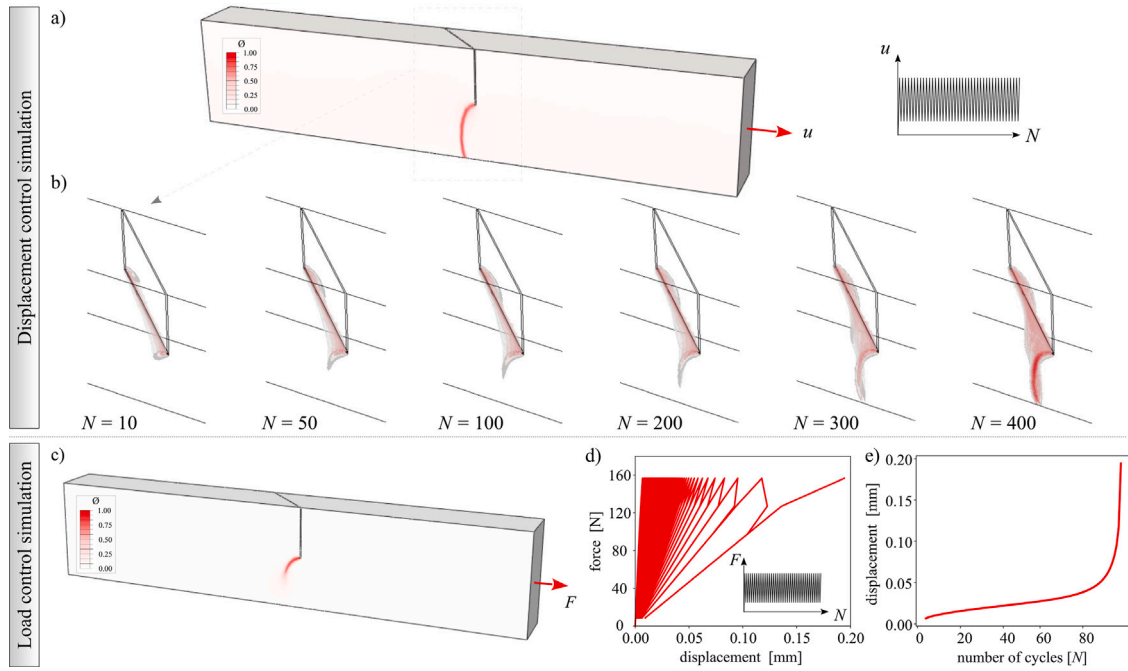 Displacement control simulation
a)
Ø
1.00
0.75
0.50
0.25
0.00
u
u
N
b)
N = 10
N = 50
N = 100
N = 200
N = 300
N = 400
Load control simulation
c)
Ø
1.00
0.75
0.50
0.25
0.00
F
d)
force [N]
160
120
80
40
0
0.00
0.05
0.10
0.15
0.20
displacement [mm]
F
N
e)
displacement [mm]
0.20
0.15
0.10
0.05
0.00
20
40
60
80
number of cycles [N]